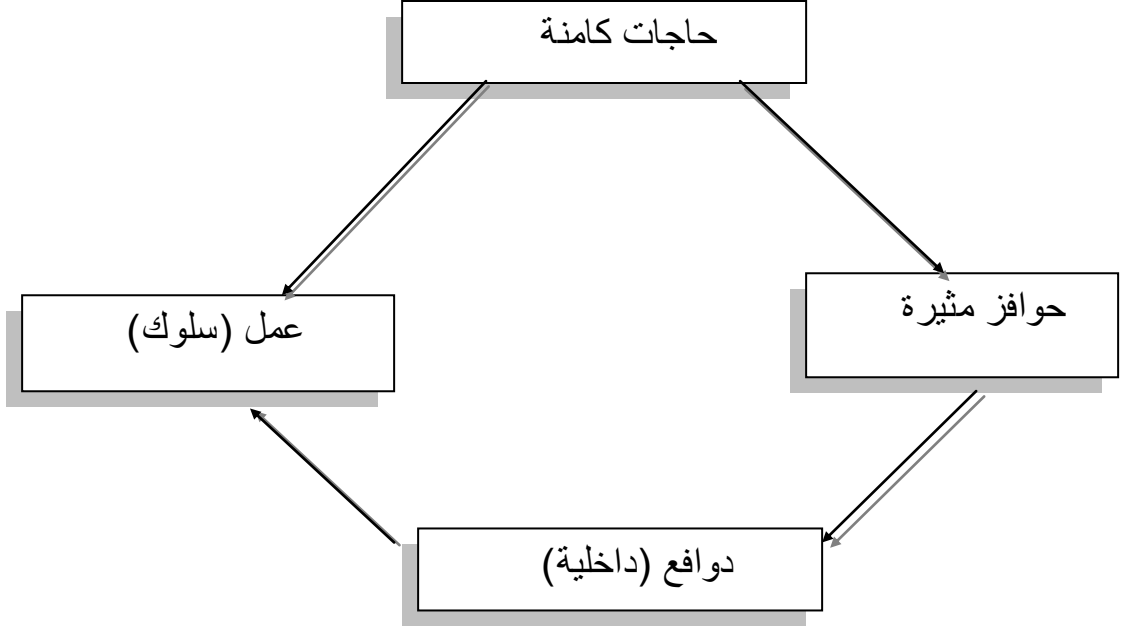 حاجات كامنة
حوافز مثيرة
عمل (سلوك)
دوافع (داخلية)